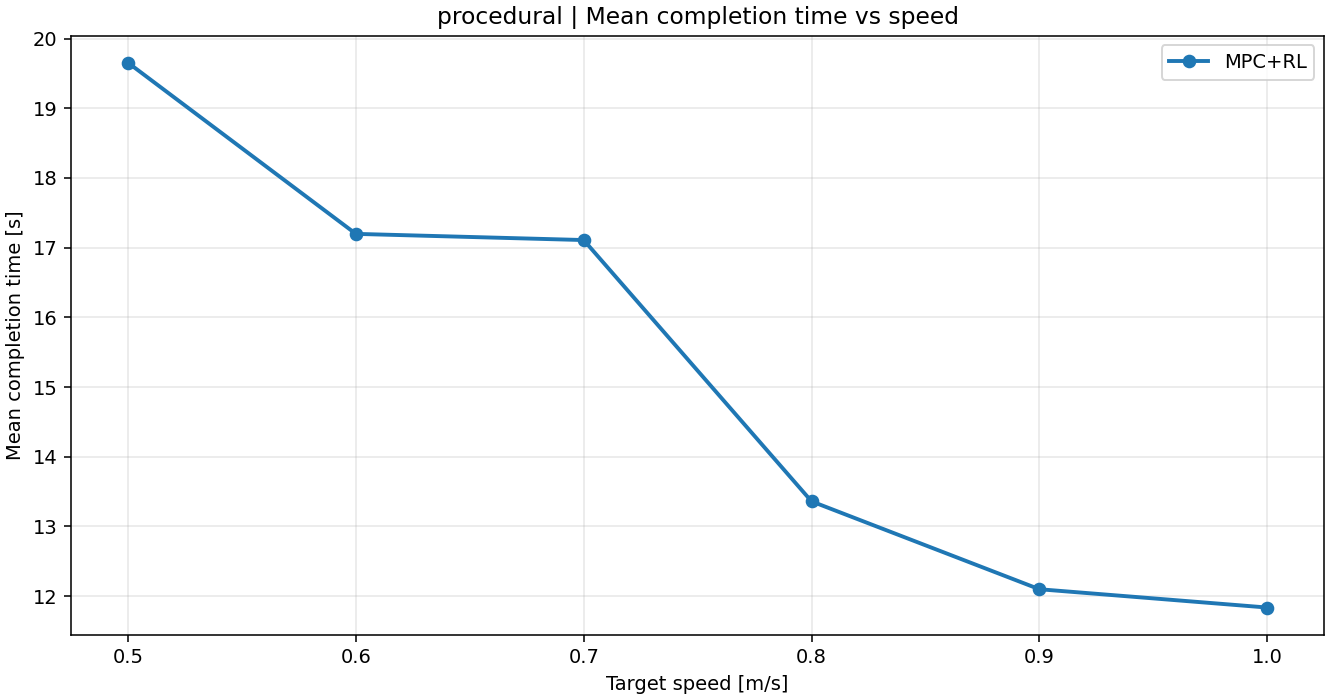 procedural | Mean completion time vs speed
MPC+RL
Mean completion time [s]
20
19
18
17
16
15
14
13
12
0.5 0.6 0.7 0.8 0.9 1.0
Target speed [m/s]